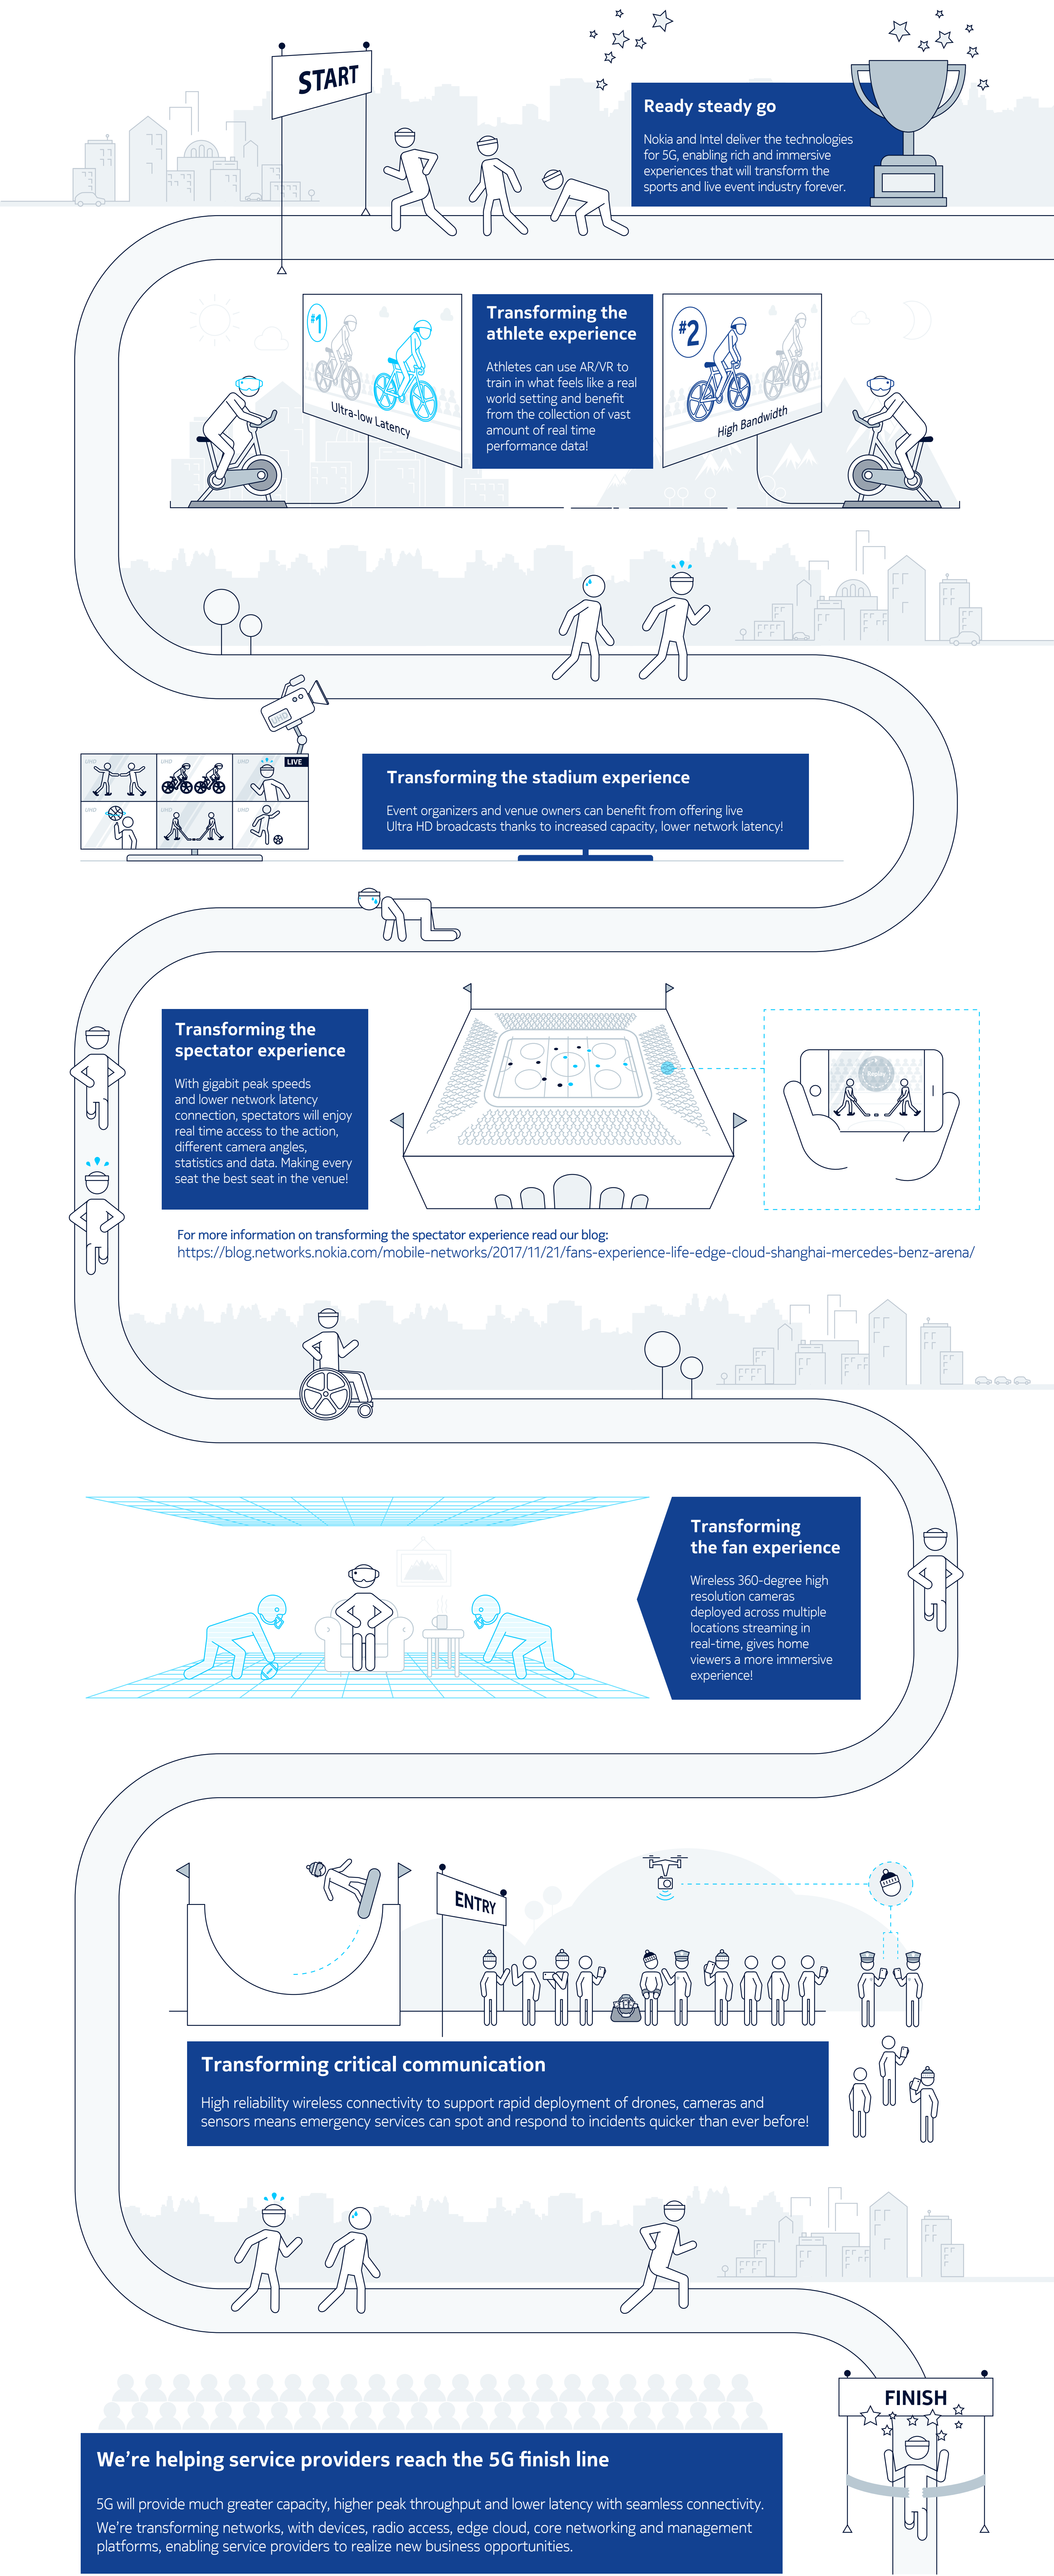 START
Ready steady go
Nokia and Intel deliver the technologies
for 5G, enabling rich and immersive
experiences that will transform the
sports and live event industry forever.
#1
Ultra-low Latency
Transforming the
athlete experience
Athletes can use AR/VR to
train in what feels like a real
world setting and benefit
from the collection of vast
amount of real time
performance data!
#2
High Bandwidth
UHD
UHD
UHD
UHD
LIVE
UHD
UHD
UHD
Transforming the stadium experience
Event organizers and venue owners can benefit from offering live
Ultra HD broadcasts thanks to increased capacity, lower network latency!
Transforming the
spectator experience
With gigabit peak speeds
and lower network latency
connection, spectators will enjoy
real time access to the action,
different camera angles,
statistics and data. Making every
seat the best seat in the venue!
For more information on transforming the spectator experience read our blog:
https://blog.networks.nokia.com/mobile-networks/2017/11/21/fans-experience-life-edge-cloud-shanghai-mercedes-benz-arena/
Transforming
the fan experience
Wireless 360-degree high
resolution cameras
deployed across multiple
locations streaming in
real-time, gives home
viewers a more immersive
experience!
ENTRY
Transforming critical communication
High reliability wireless connectivity to support rapid deployment of drones, cameras and
sensors means emergency services can spot and respond to incidents quicker than ever before!
FINISH
We're helping service providers reach the 5G finish line
5G will provide much greater capacity, higher peak throughput and lower latency with seamless connectivity.
We're transforming networks, with devices, radio access, edge cloud, core networking and management
platforms, enabling service providers to realize new business opportunities.